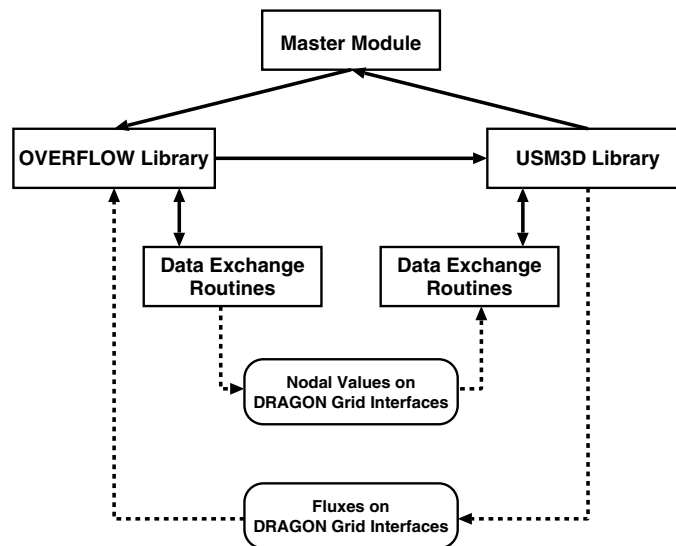 Master Module
OVERFLOW Library
USM3D Library
Data Exchange
Routines
Data Exchange
Routines
Nodal Values on
DRAGON Grid Interfaces
Fluxes on
DRAGON Grid Interfaces